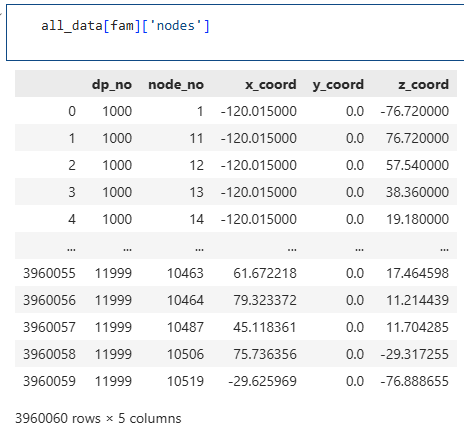 all_data[fam]['nodes']
dp_no node_no x_coord y_coord z_coord
0 1000 1 -120.015000 0.0 -76.720000
1 1000 11 -120.015000 0.0 76.720000
2 1000 12 -120.015000 0.0 57.540000
3 1000 13 -120.015000 0.0 38.360000
4 1000 14 -120.015000 0.0 19.180000
... ... ... ... ... ...
3960055 11999 10463 61.672218 0.0 17.464598
3960056 11999 10464 79.323372 0.0 11.214439
3960057 11999 10487 45.118361 0.0 11.704285
3960058 11999 10506 75.736356 0.0 -29.317255
3960059 11999 10519 -29.625969 0.0 -76.888655
3960060 rows × 5 columns